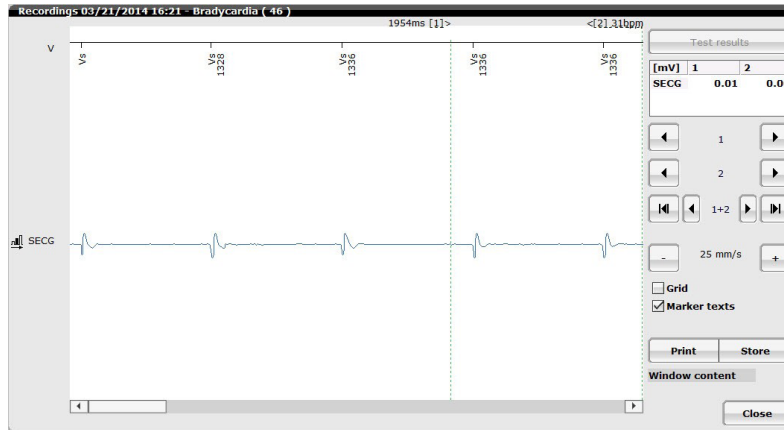 Recordings 03/21/2014 16:21 - Bradycardia ( 46 )
1954ms [1]> <[2] 31bpm
V
Vs
Vs 1328
Vs 1336
Vs 1336
Vs 1336
SECG
Test results
[mV] 1 2
SECG 0.01
1
2
1+2
- 25 mm/s +
Grid
Marker texts
Print Store
Window content
Close